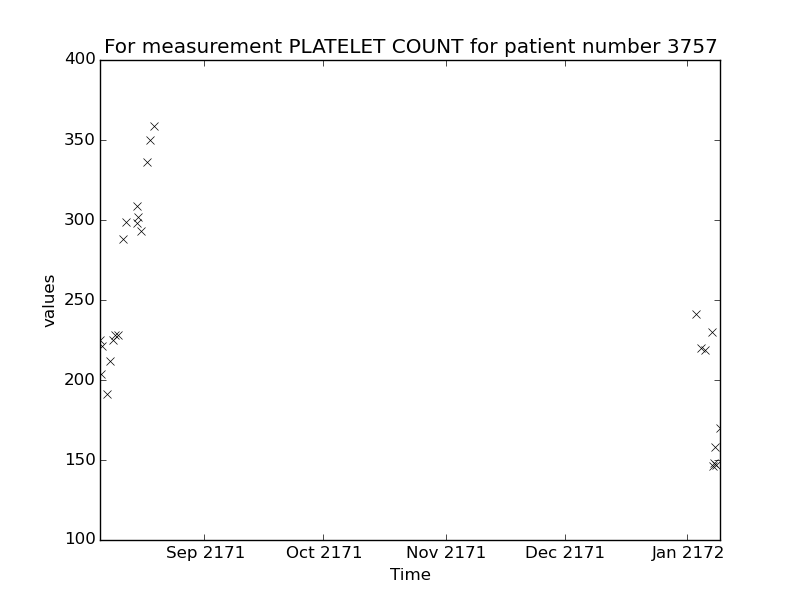 For measurement PLATELET COUNT for patient number 3757
400
350
300
250
200
150
100
values
Sep 2171
Oct 2171
Nov 2171
Dec 2171
Jan 2172
Time